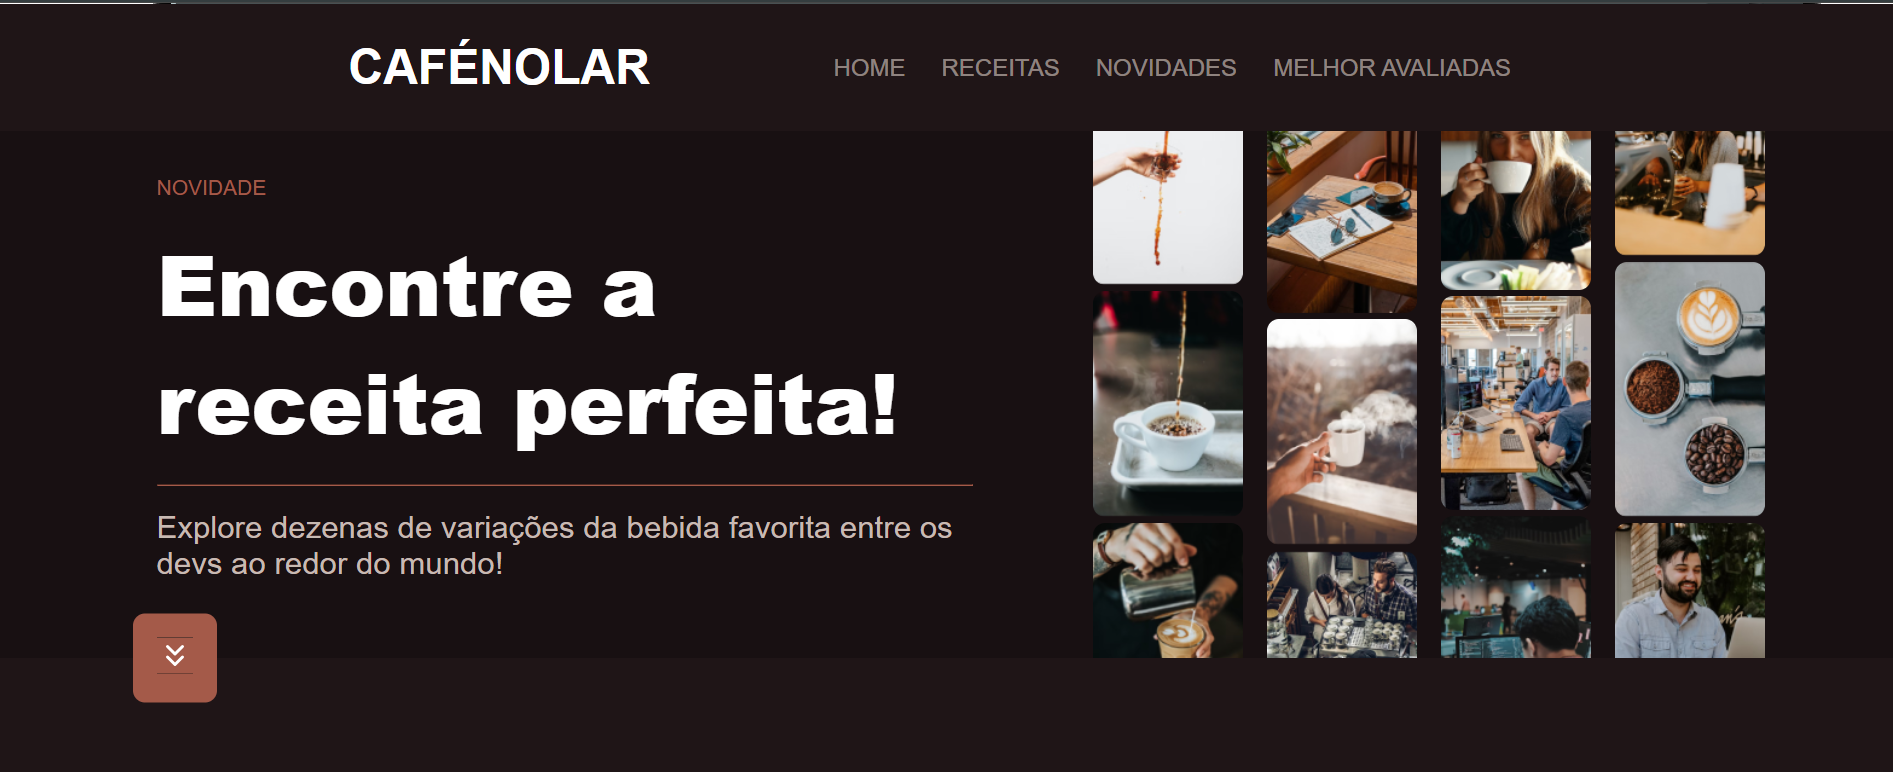 CAFÉNOLAR
HOME RECEITAS NOVIDADES MELHOR AVALIADAS
NOVIDADE
Encontre a
receita perfeita!
Explore dezenas de variações da bebida favorita entre os
devs ao redor do mundo!